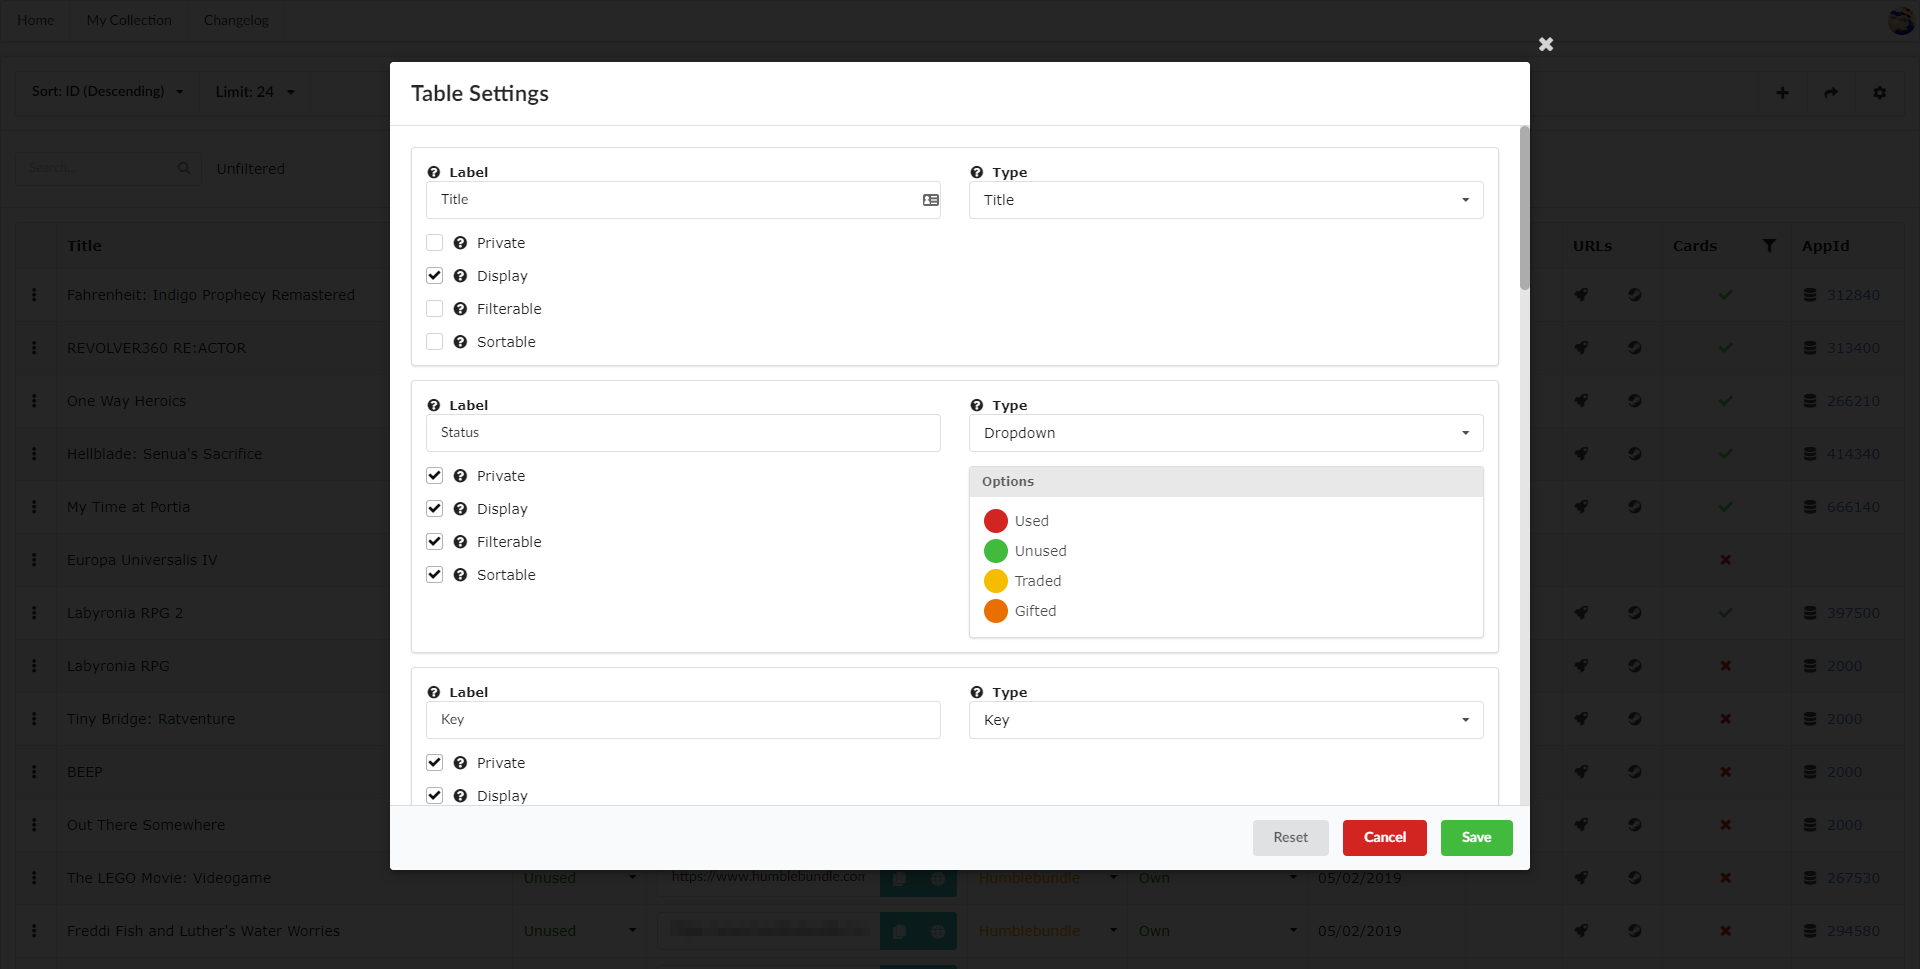 Home My Collection Changelog
Sort: ID (Descending) Limit: 24
Search... Unfiltered
Title URLs Cards AppId
Fahrenheit: Indigo Prophecy Remastered 312840
REVOLVER360 RE:ACTOR 313400
One Way Heroics 266210
Hellblade: Senua's Sacrifice 414340
My Time at Portia 666140
Europa Universalis IV
Labyronia RPG 2 397500
Labyronia RPG 2000
Tiny Bridge: Ratventure 2000
BEEP 2000
Out There Somewhere 2000
The LEGO Movie: Videogame Unused https://www.humblebundle.con Humblebundle Own 05/02/2019 267530
Freddi Fish and Luther's Water Worries Unused Humblebundle Own 05/02/2019 294580
Table Settings
Label Type
Title Title
Private
Display
Filterable
Sortable
Label Type
Status Dropdown
Private
Display
Filterable
Sortable
Options
Used
Unused
Traded
Gifted
Label Type
Key Key
Private
Display
Reset Cancel Save